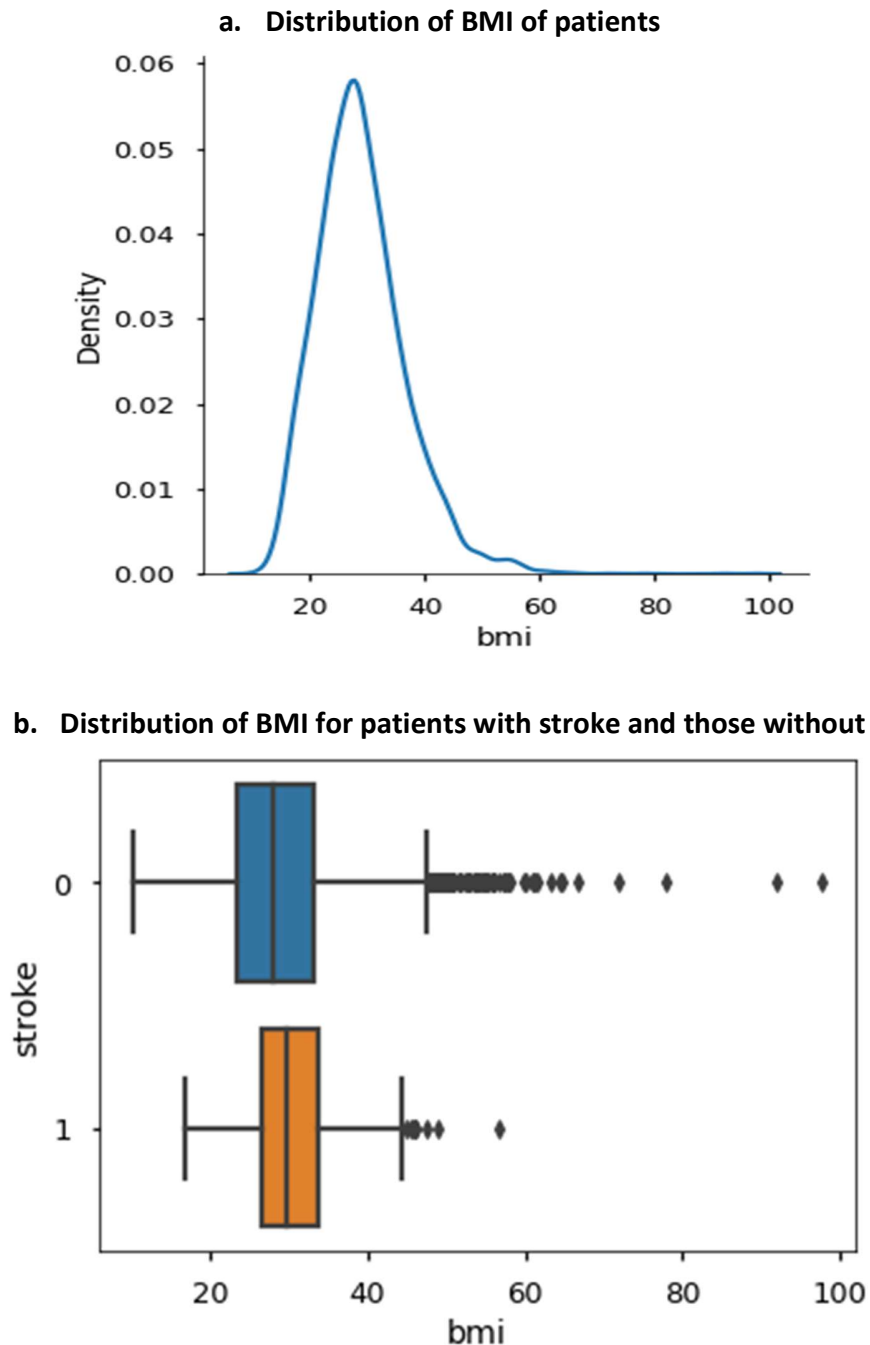 a. Distribution of BMI of patients
0.06
0.05
0.04
0.03
0.02
0.01
0.00
Density
20 40 60 80 100
bmi
b. Distribution of BMI for patients with stroke and those without
0
1
stroke
20 40 60 80 100
bmi